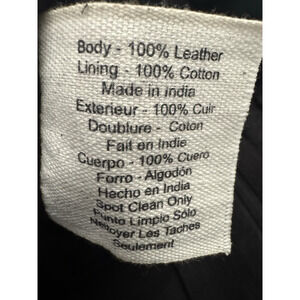 Body - 100% Leather
Lining - 100% Cotton
Made in india
Exterieur - 100% Cuir
Doublure - Coton
Fait en Indie
Cuerpo - 100% Cuero
Forro - Algodón
Hecho en India
Spot Clean Only
Punto Limpio Sólo
Nettoyer Les Taches
Seulement